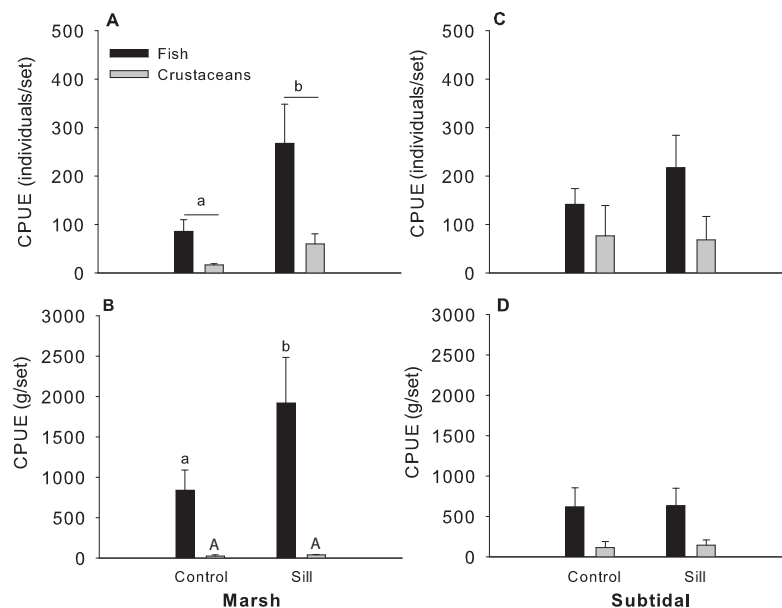 A
500
400
300
200
100
0
CPUE (individuals/set)
Fish
Crustaceans
a
b
C
500
400
300
200
100
0
CPUE (individuals/set)
B
3000
2500
2000
1500
1000
500
0
CPUE (g/set)
a
A
b
A
Control Sill
Marsh
D
3000
2500
2000
1500
1000
500
0
CPUE (g/set)
Control Sill
Subtidal